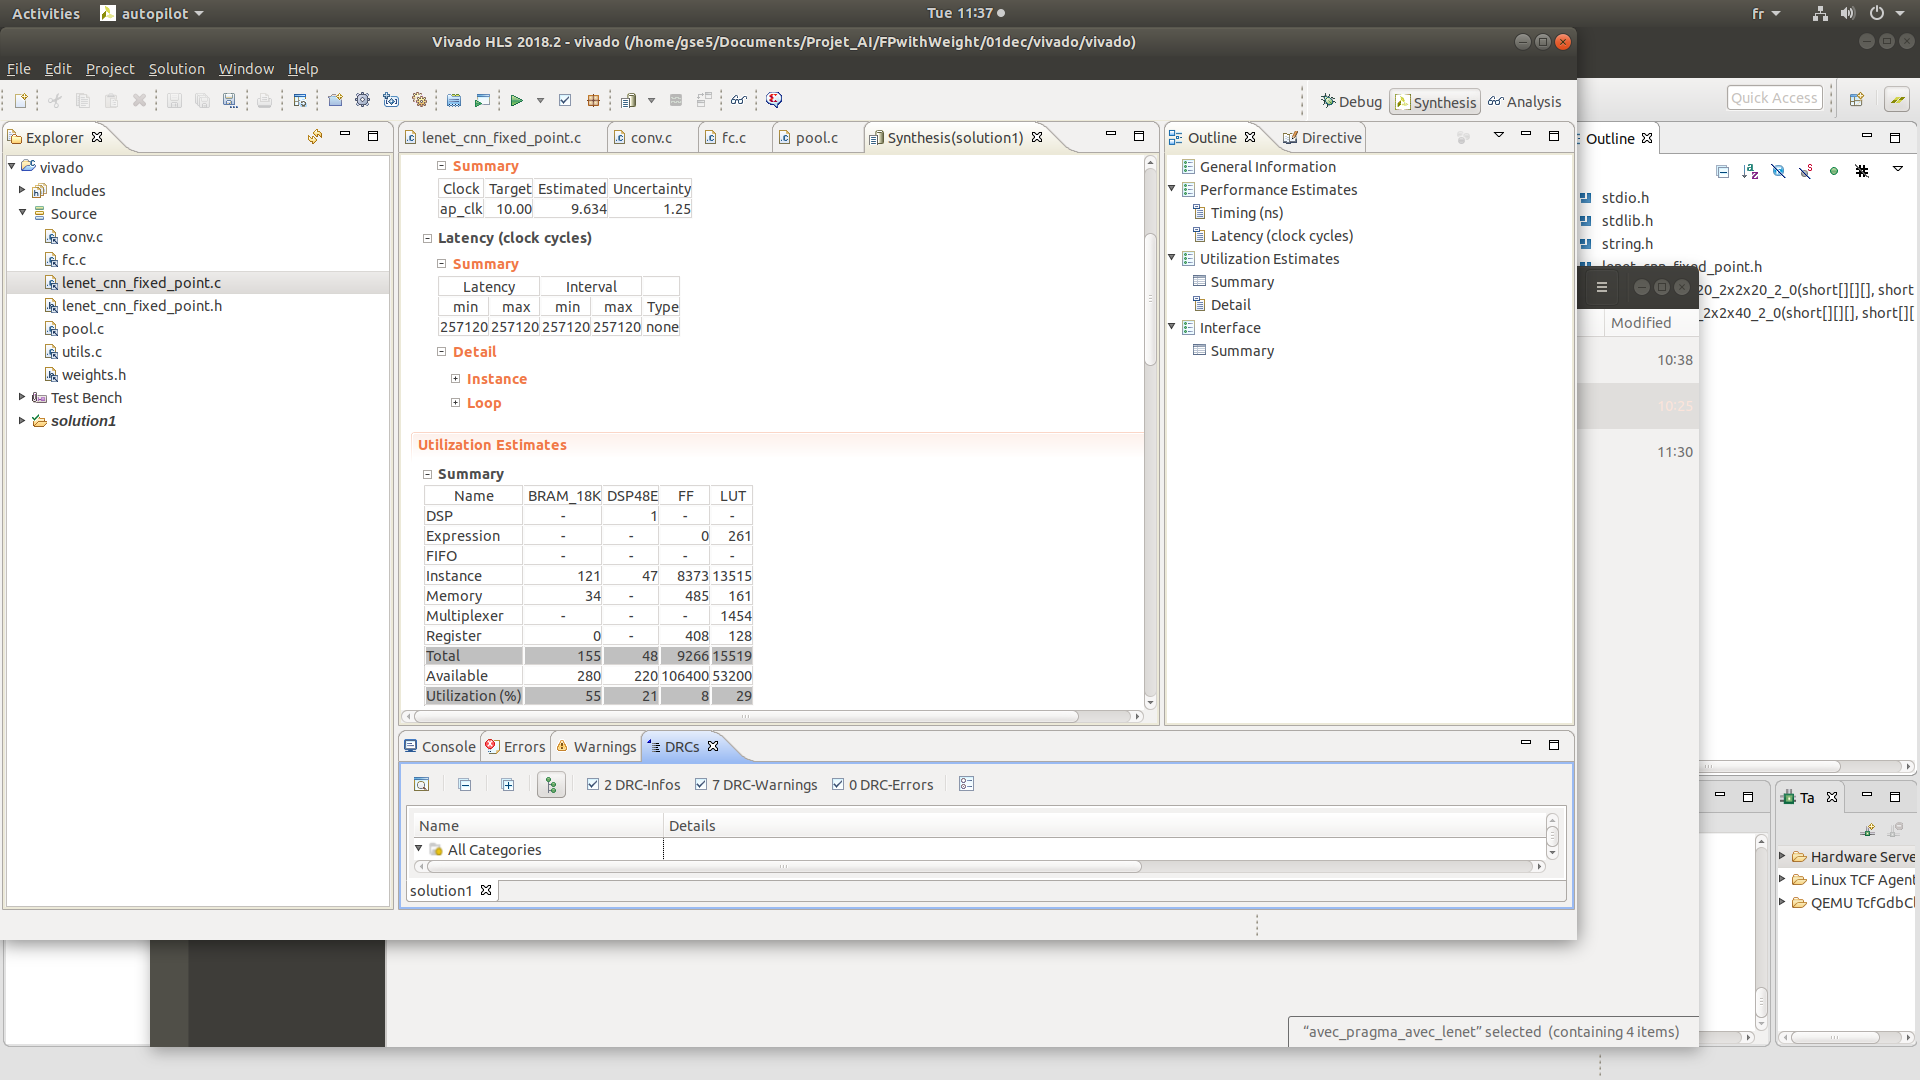 Activities autopilot Tue 11:37 fr
Vivado HLS 2018.2 - vivado (/home/gse5/Documents/Projet_AI/FPwithWeight/01dec/vivado/vivado)
File Edit Project Solution Window Help
Debug Synthesis Analysis Quick Access
Explorer
vivado
Includes
Source
conv.c
fc.c
lenet_cnn_fixed_point.c
lenet_cnn_fixed_point.h
pool.c
utils.c
weights.h
Test Bench
solution1
lenet_cnn_fixed_point.c conv.c fc.c pool.c Synthesis(solution1)
Summary
Clock Target Estimated Uncertainty
ap_clk 10.00 9.634 1.25
Latency (clock cycles)
Summary
Latency Interval
min max min max Type
257120 257120 257120 257120 none
Detail
Instance
Loop
Utilization Estimates
Summary
Name BRAM_18K DSP48E FF LUT
DSP - 1 - -
Expression - - 0 261
FIFO - - - -
Instance 121 47 8373 13515
Memory 34 - 485 161
Multiplexer - - - 1454
Register 0 - 408 128
Total 155 48 9266 15519
Available 280 220 106400 53200
Utilization (%) 55 21 8 29
Outline Directive
General Information
Performance Estimates
Timing (ns)
Latency (clock cycles)
Utilization Estimates
Summary
Detail
Interface
Summary
Outline
stdio.h
stdlib.h
string.h
lenet_cnn_fixed_point.h
20_2x2x20_2_0(short[][][], short
_2x2x40_2_0(short[][][], short[][
Modified
10:38
10:25
11:30
Console Errors Warnings DRCs
2 DRC-Infos 7 DRC-Warnings 0 DRC-Errors
Name Details
All Categories
solution1
Ta
Hardware Serve
Linux TCF Agent
QEMU TcfGdbCl
“avec_pragma_avec_lenet” selected (containing 4 items)